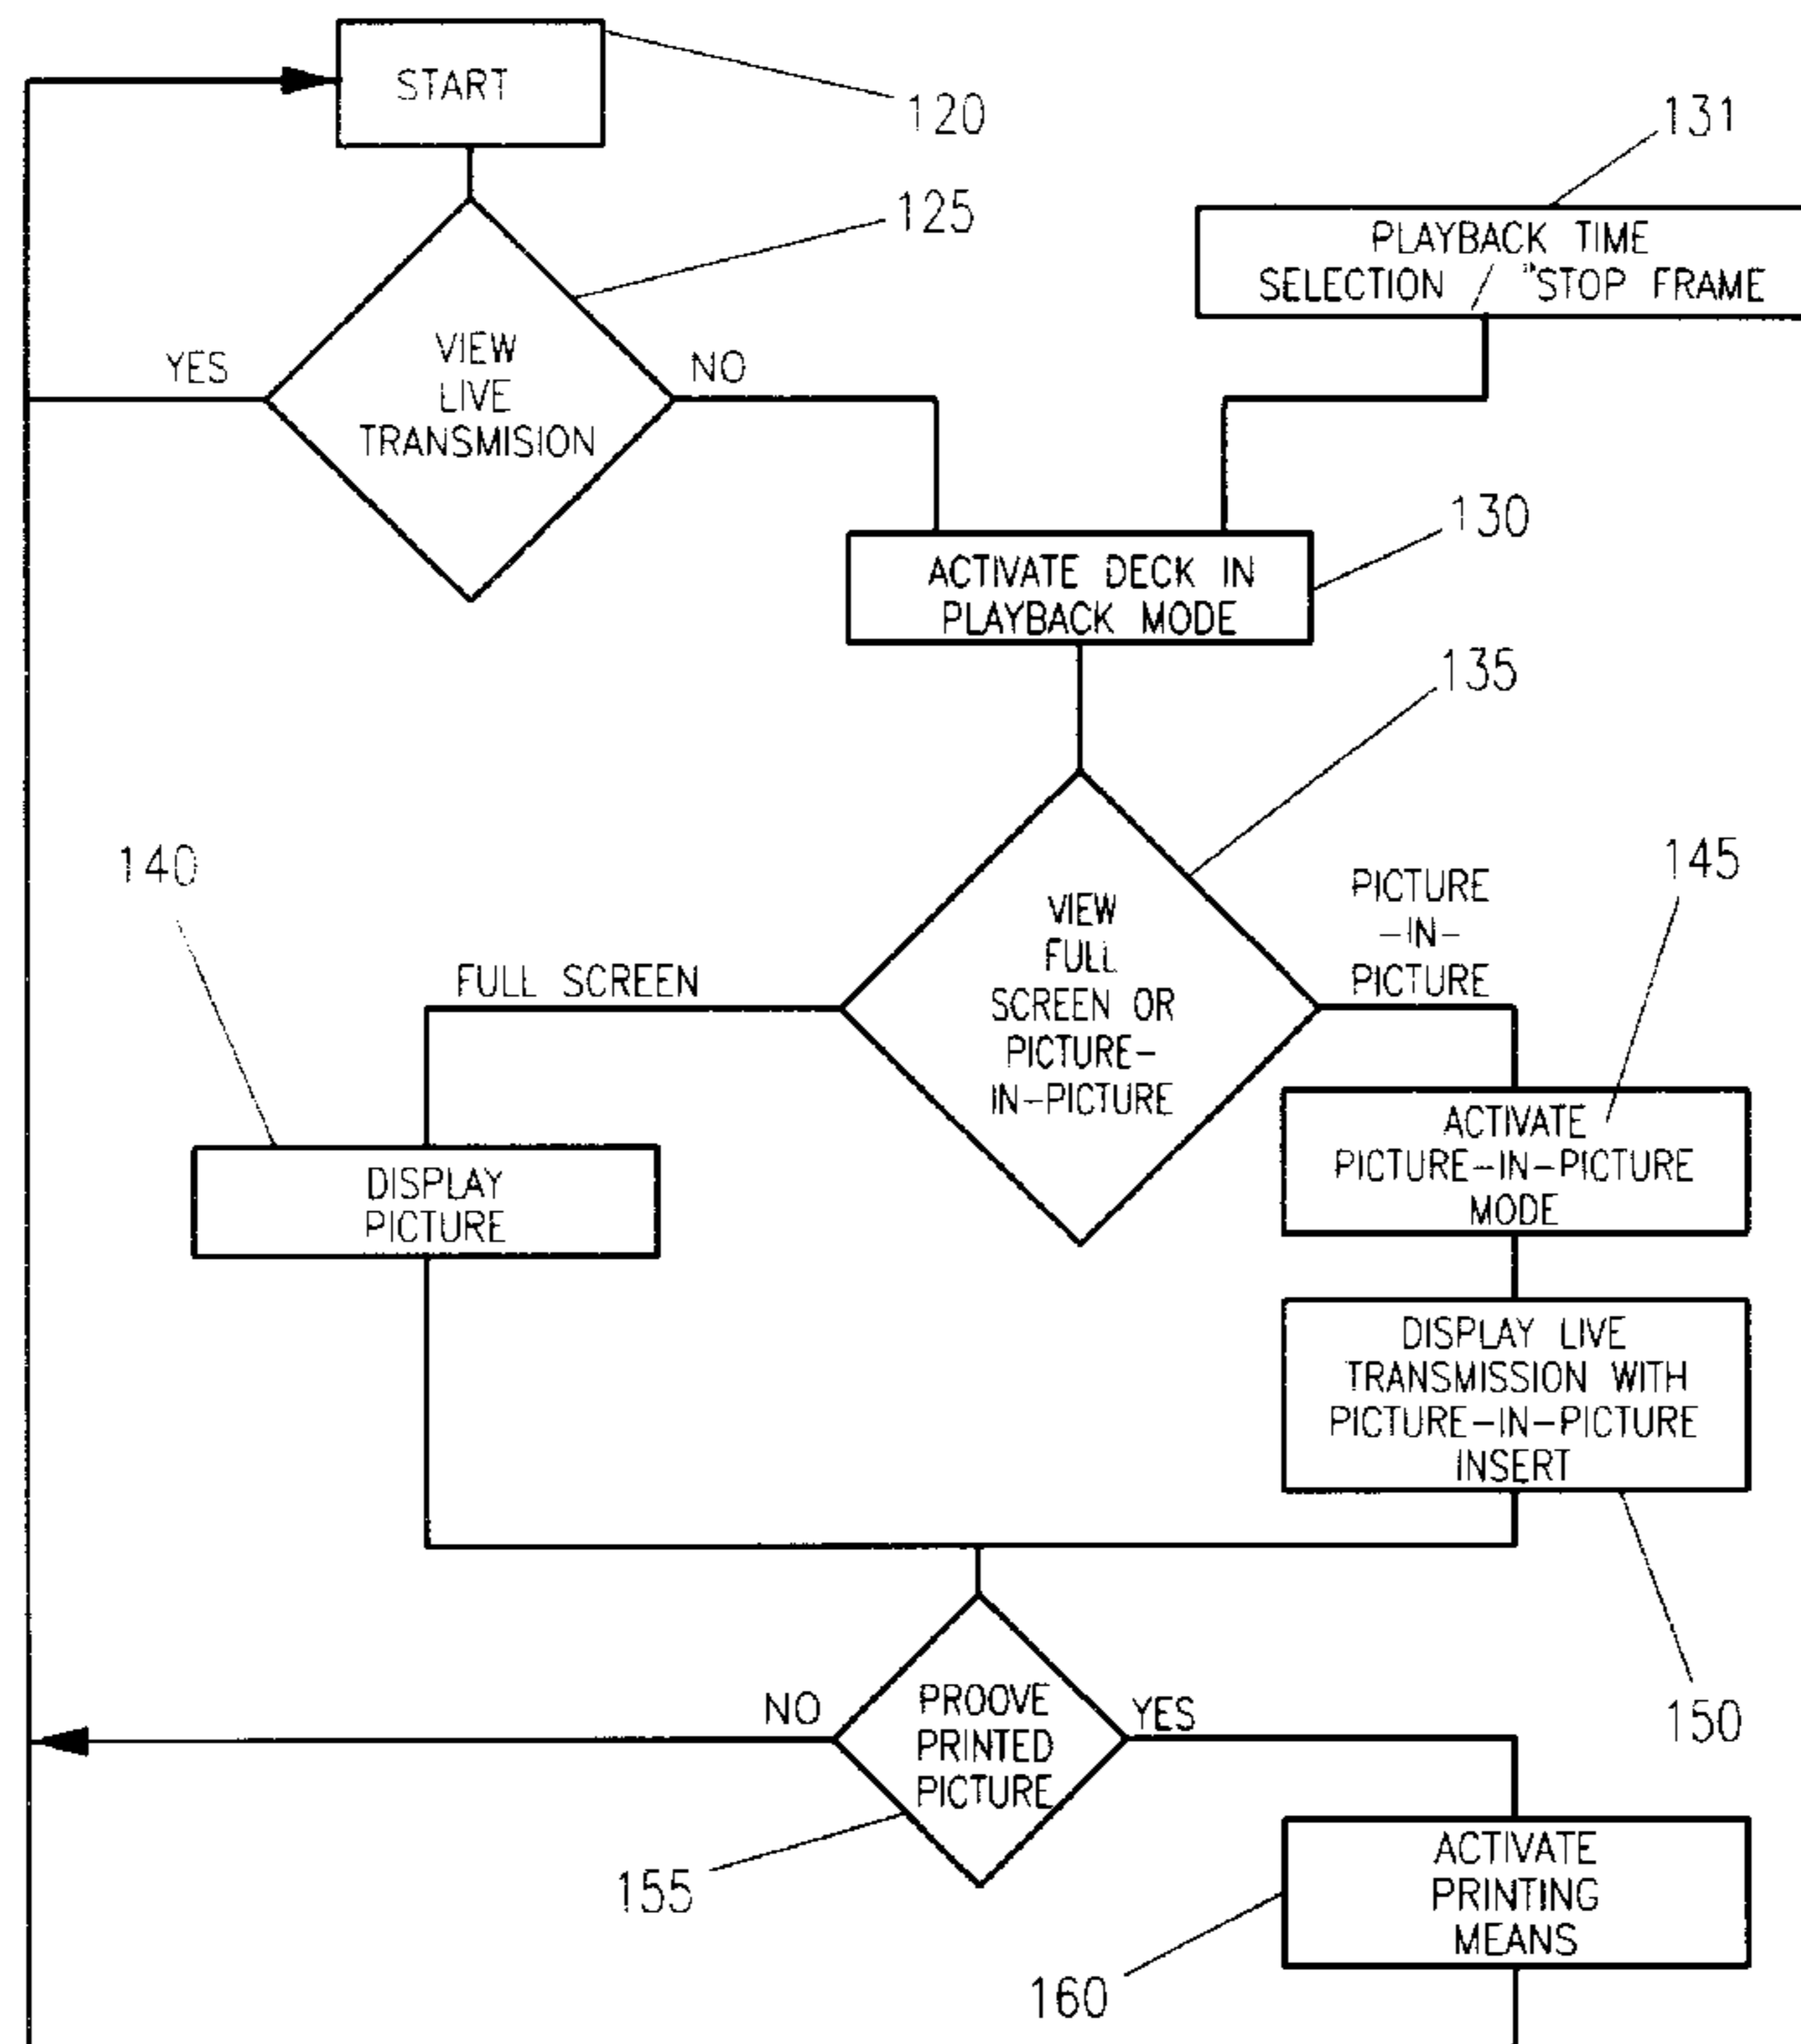 START
120
131
125
PLAYBACK TIME
SELECTION / "STOP FRAME
YES
VIEW
LIVE
TRANSMISION
NO
130
ACTIVATE DECK IN
PLAYBACK MODE
135
140
145
PICTURE
-IN-
PICTURE
VIEW
FULL
SCREEN OR
PICTURE-
IN-PICTURE
FULL SCREEN
ACTIVATE
PICTURE-IN-PICTURE
MODE
DISPLAY
PICTURE
DISPLAY LIVE
TRANSMISSION WITH
PICTURE-IN-PICTURE
INSERT
NO
PROOVE
PRINTED
PICTURE
YES
150
155
ACTIVATE
PRINTING
MEANS
160